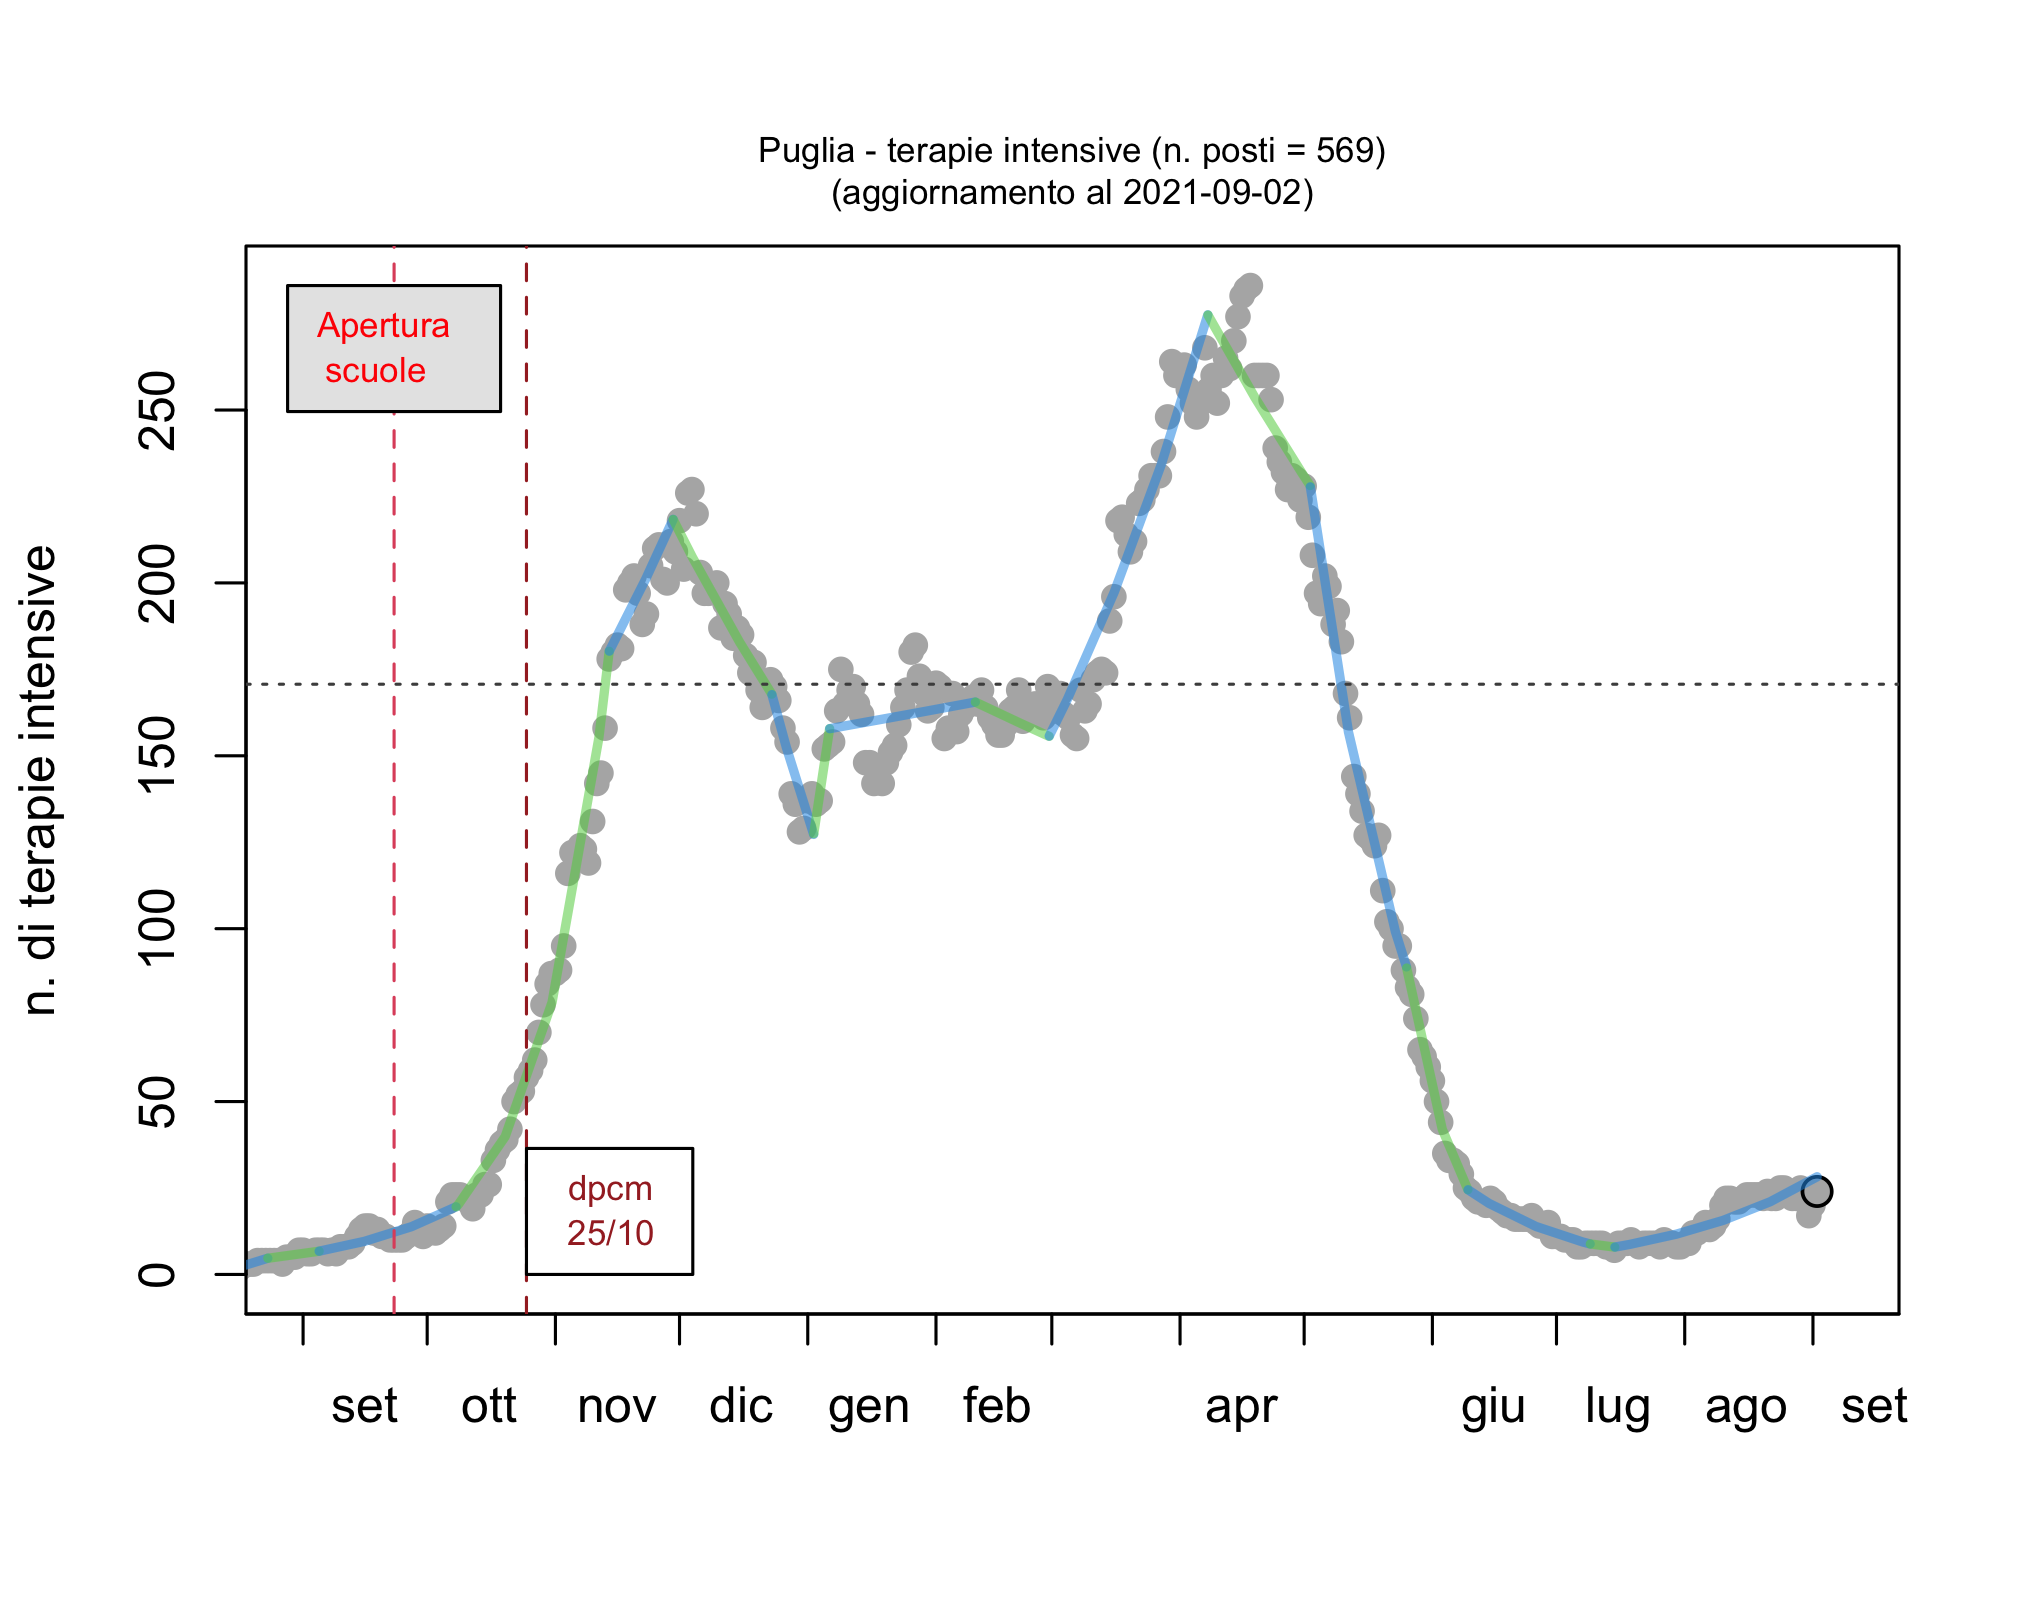 Puglia - terapie intensive (n. posti = 569)
(aggiornamento al 2021-09-02)
Apertura
scuole
dpcm
25/10
n. di terapie intensive
250
200
150
100
50
0
set ott nov dic gen feb apr giu lug ago set